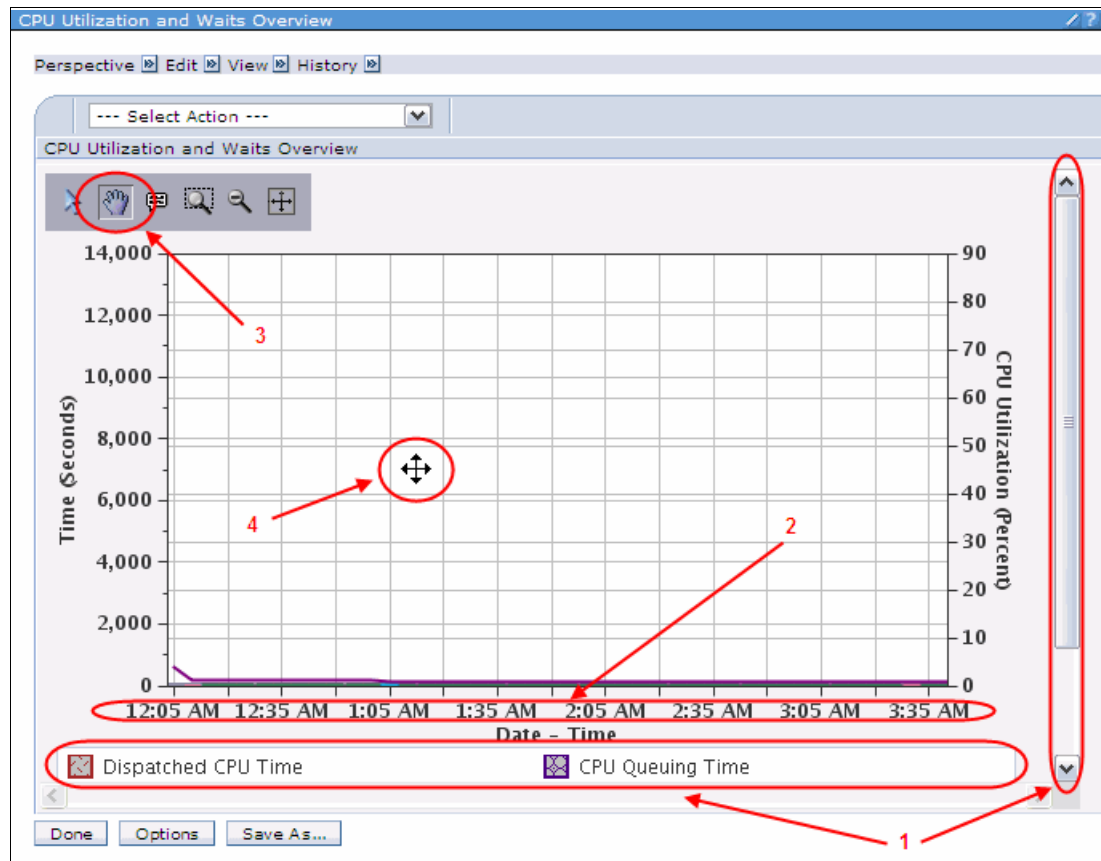 CPU Utilization and Waits Overview
?
Perspective Edit View History
--- Select Action ---
CPU Utilization and Waits Overview
3
14,000
12,000
10,000
8,000
6,000
4,000
2,000
0
Time (Seconds)
90
80
70
60
50
40
30
20
10
0
CPU Utilization (Percent)
4
2
12:05 AM 12:35 AM 1:05 AM 1:35 AM 2:05 AM 2:35 AM 3:05 AM 3:35 AM
Date - Time
Dispatched CPU Time CPU Queuing Time
1
Done Options Save As...